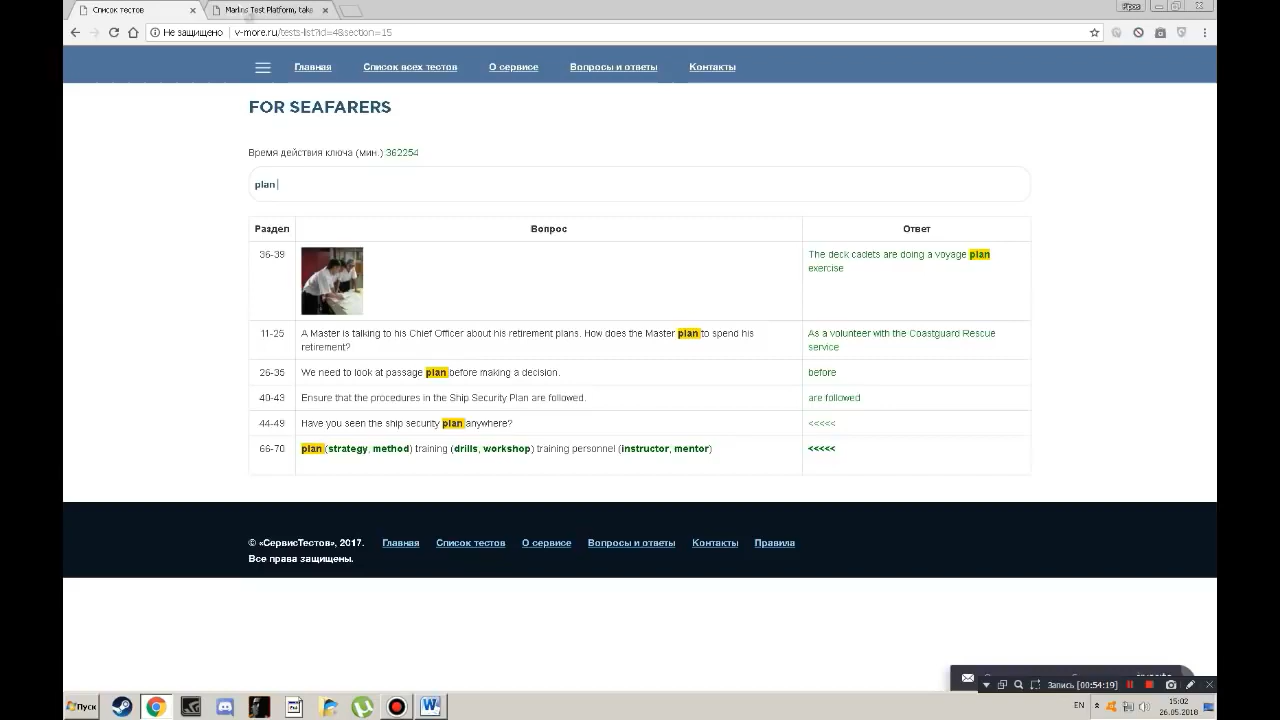 Список тестов
Marlins Test Platform, take
Не защищено
v-more.ru/tests-list?id=4&section=15
Главная
Список всех тестов
О сервисе
Вопросы и ответы
Контакты
FOR SEAFARERS
Время действия ключа (мин.) 362254
plan
Раздел
Вопрос
Ответ
36-39
The deck cadets are doing a voyage plan
exercise
11-25
A Master is talking to his Chief Officer about his retirement plans. How does the Master plan to spend his
retirement?
As a volunteer with the Coastguard Rescue
service
26-35
We need to look at passage plan before making a decision.
before
40-43
Ensure that the procedures in the Ship Security Plan are followed.
are followed
44-49
Have you seen the ship security plan anywhere?
<<<<<
66-70
plan (strategy, method) training (drills, workshop) training personnel (instructor, mentor)
<<<<<
© «СервисТестов», 2017.
Все права защищены.
Главная
Список тестов
О сервисе
Вопросы и ответы
Контакты
Правила
Запись [00:54:19]
Пуск
EN
15:02
26.05.2018